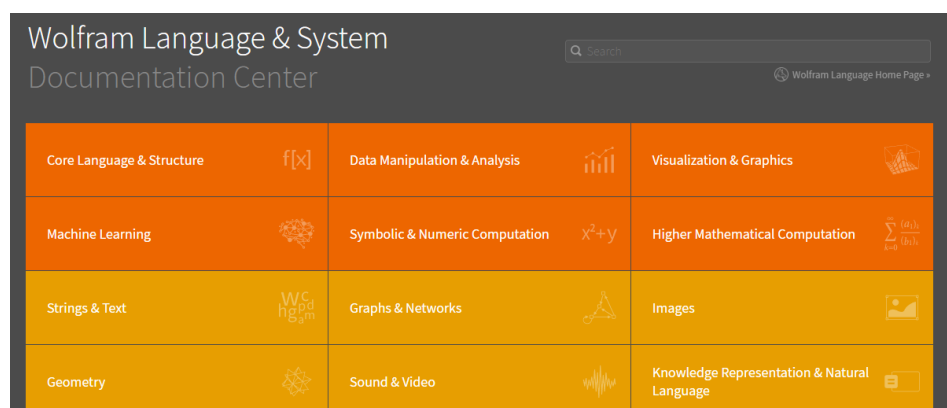 Wolfram Language & System
Documentation Center
Search
Wolfram Language Home Page »
Core Language & Structure
f[x]
Data Manipulation & Analysis
Visualization & Graphics
Machine Learning
Symbolic & Numeric Computation
x²+y
Higher Mathematical Computation
Strings & Text
Graphs & Networks
Images
Geometry
Sound & Video
Knowledge Representation & Natural
Language